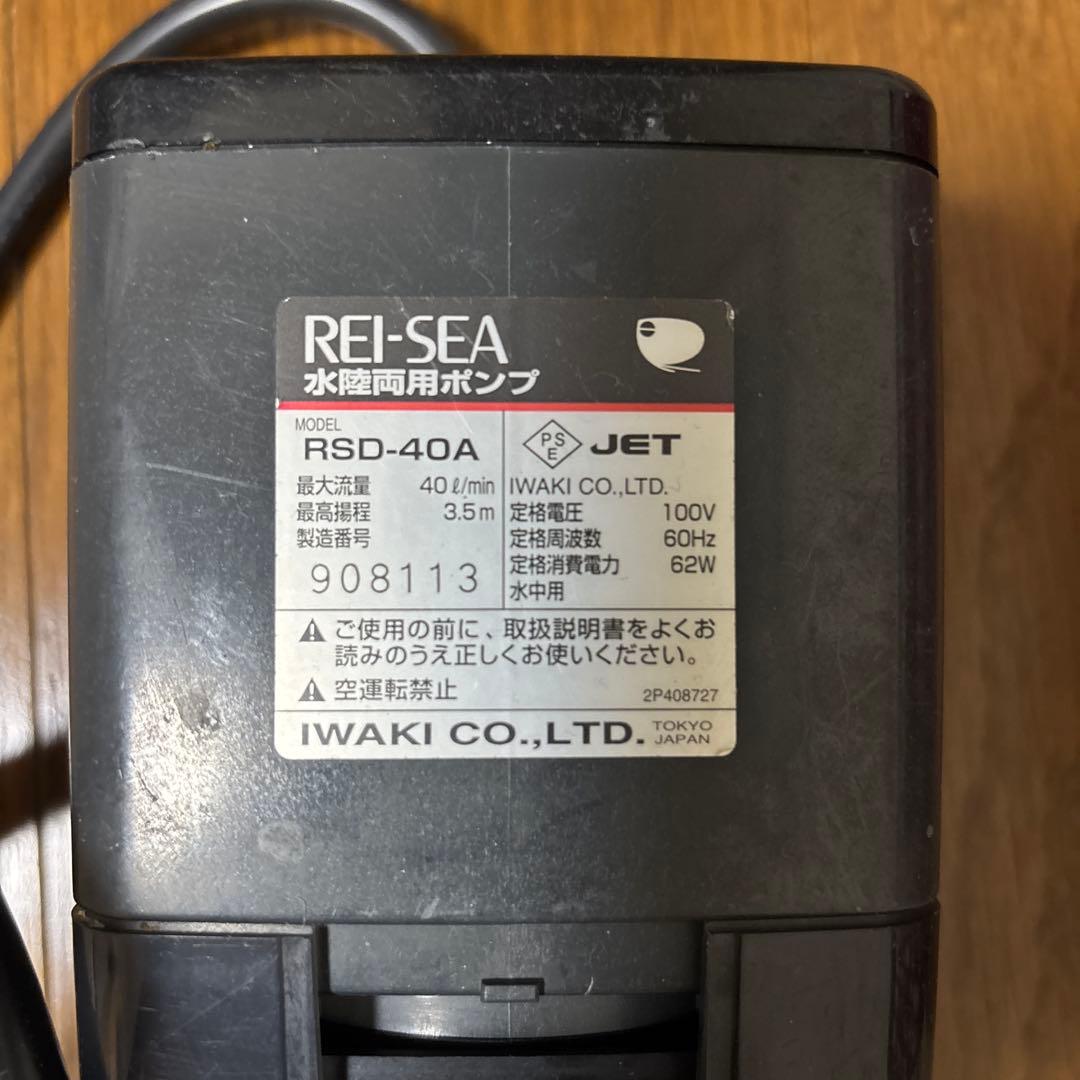 REI-SEA
水陸両用ポンプ
MODEL
RSD-40A
最大流量 40ℓ/min
最高揚程 3.5m
製造番号
908113
PSE JET
IWAKI CO.,LTD.
定格電圧 100V
定格周波数 60Hz
定格消費電力 62W
水中用
⚠ ご使用の前に、取扱説明書をよくお
読みのうえ正しくお使いください。
⚠ 空運転禁止 2P408727
IWAKI CO.,LTD. TOKYO
JAPAN